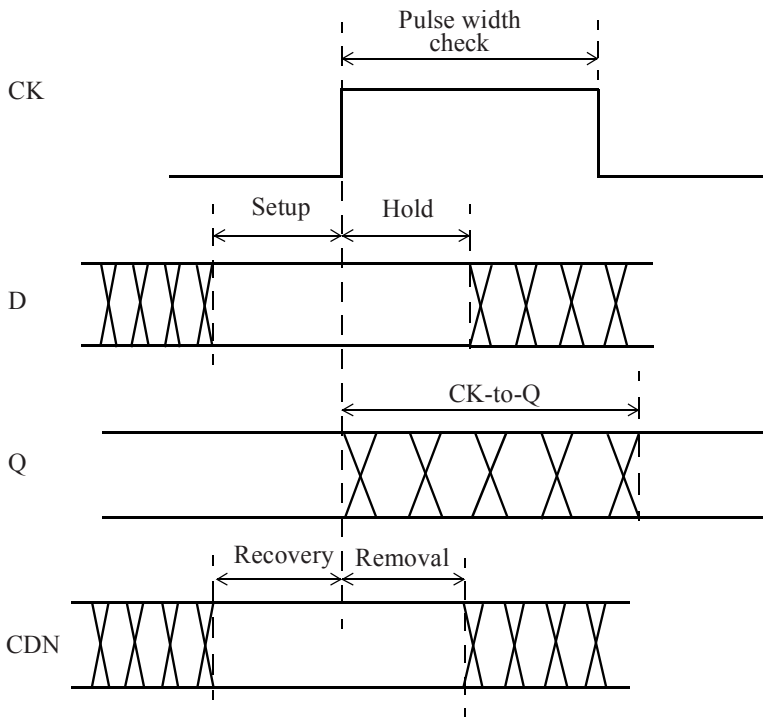 Pulse width
check
CK
Setup
Hold
D
CK-to-Q
Q
Recovery
Removal
CDN